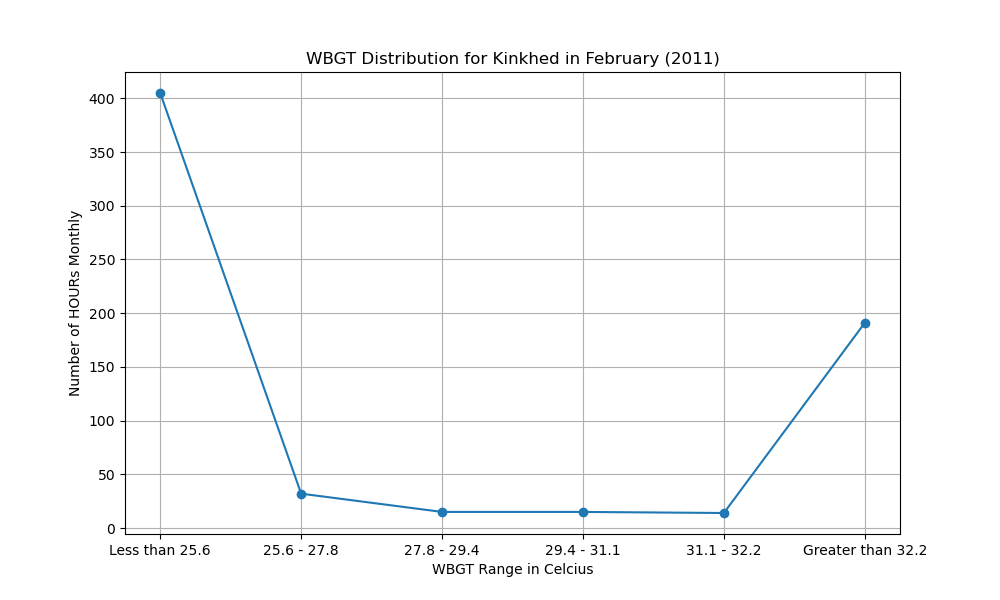 WBGT Distribution for Kinkhed in February (2011)
Number of HOURs Monthly
400
350
300
250
200
150
100
50
0
Less than 25.6
25.6 - 27.8
27.8 - 29.4
29.4 - 31.1
31.1 - 32.2
Greater than 32.2
WBGT Range in Celcius